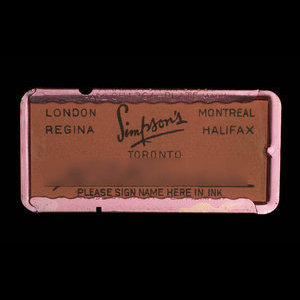 LONDON Simpson's MONTREAL
REGINA HALIFAX
TORONTO
PLEASE SIGN NAME HERE IN INK